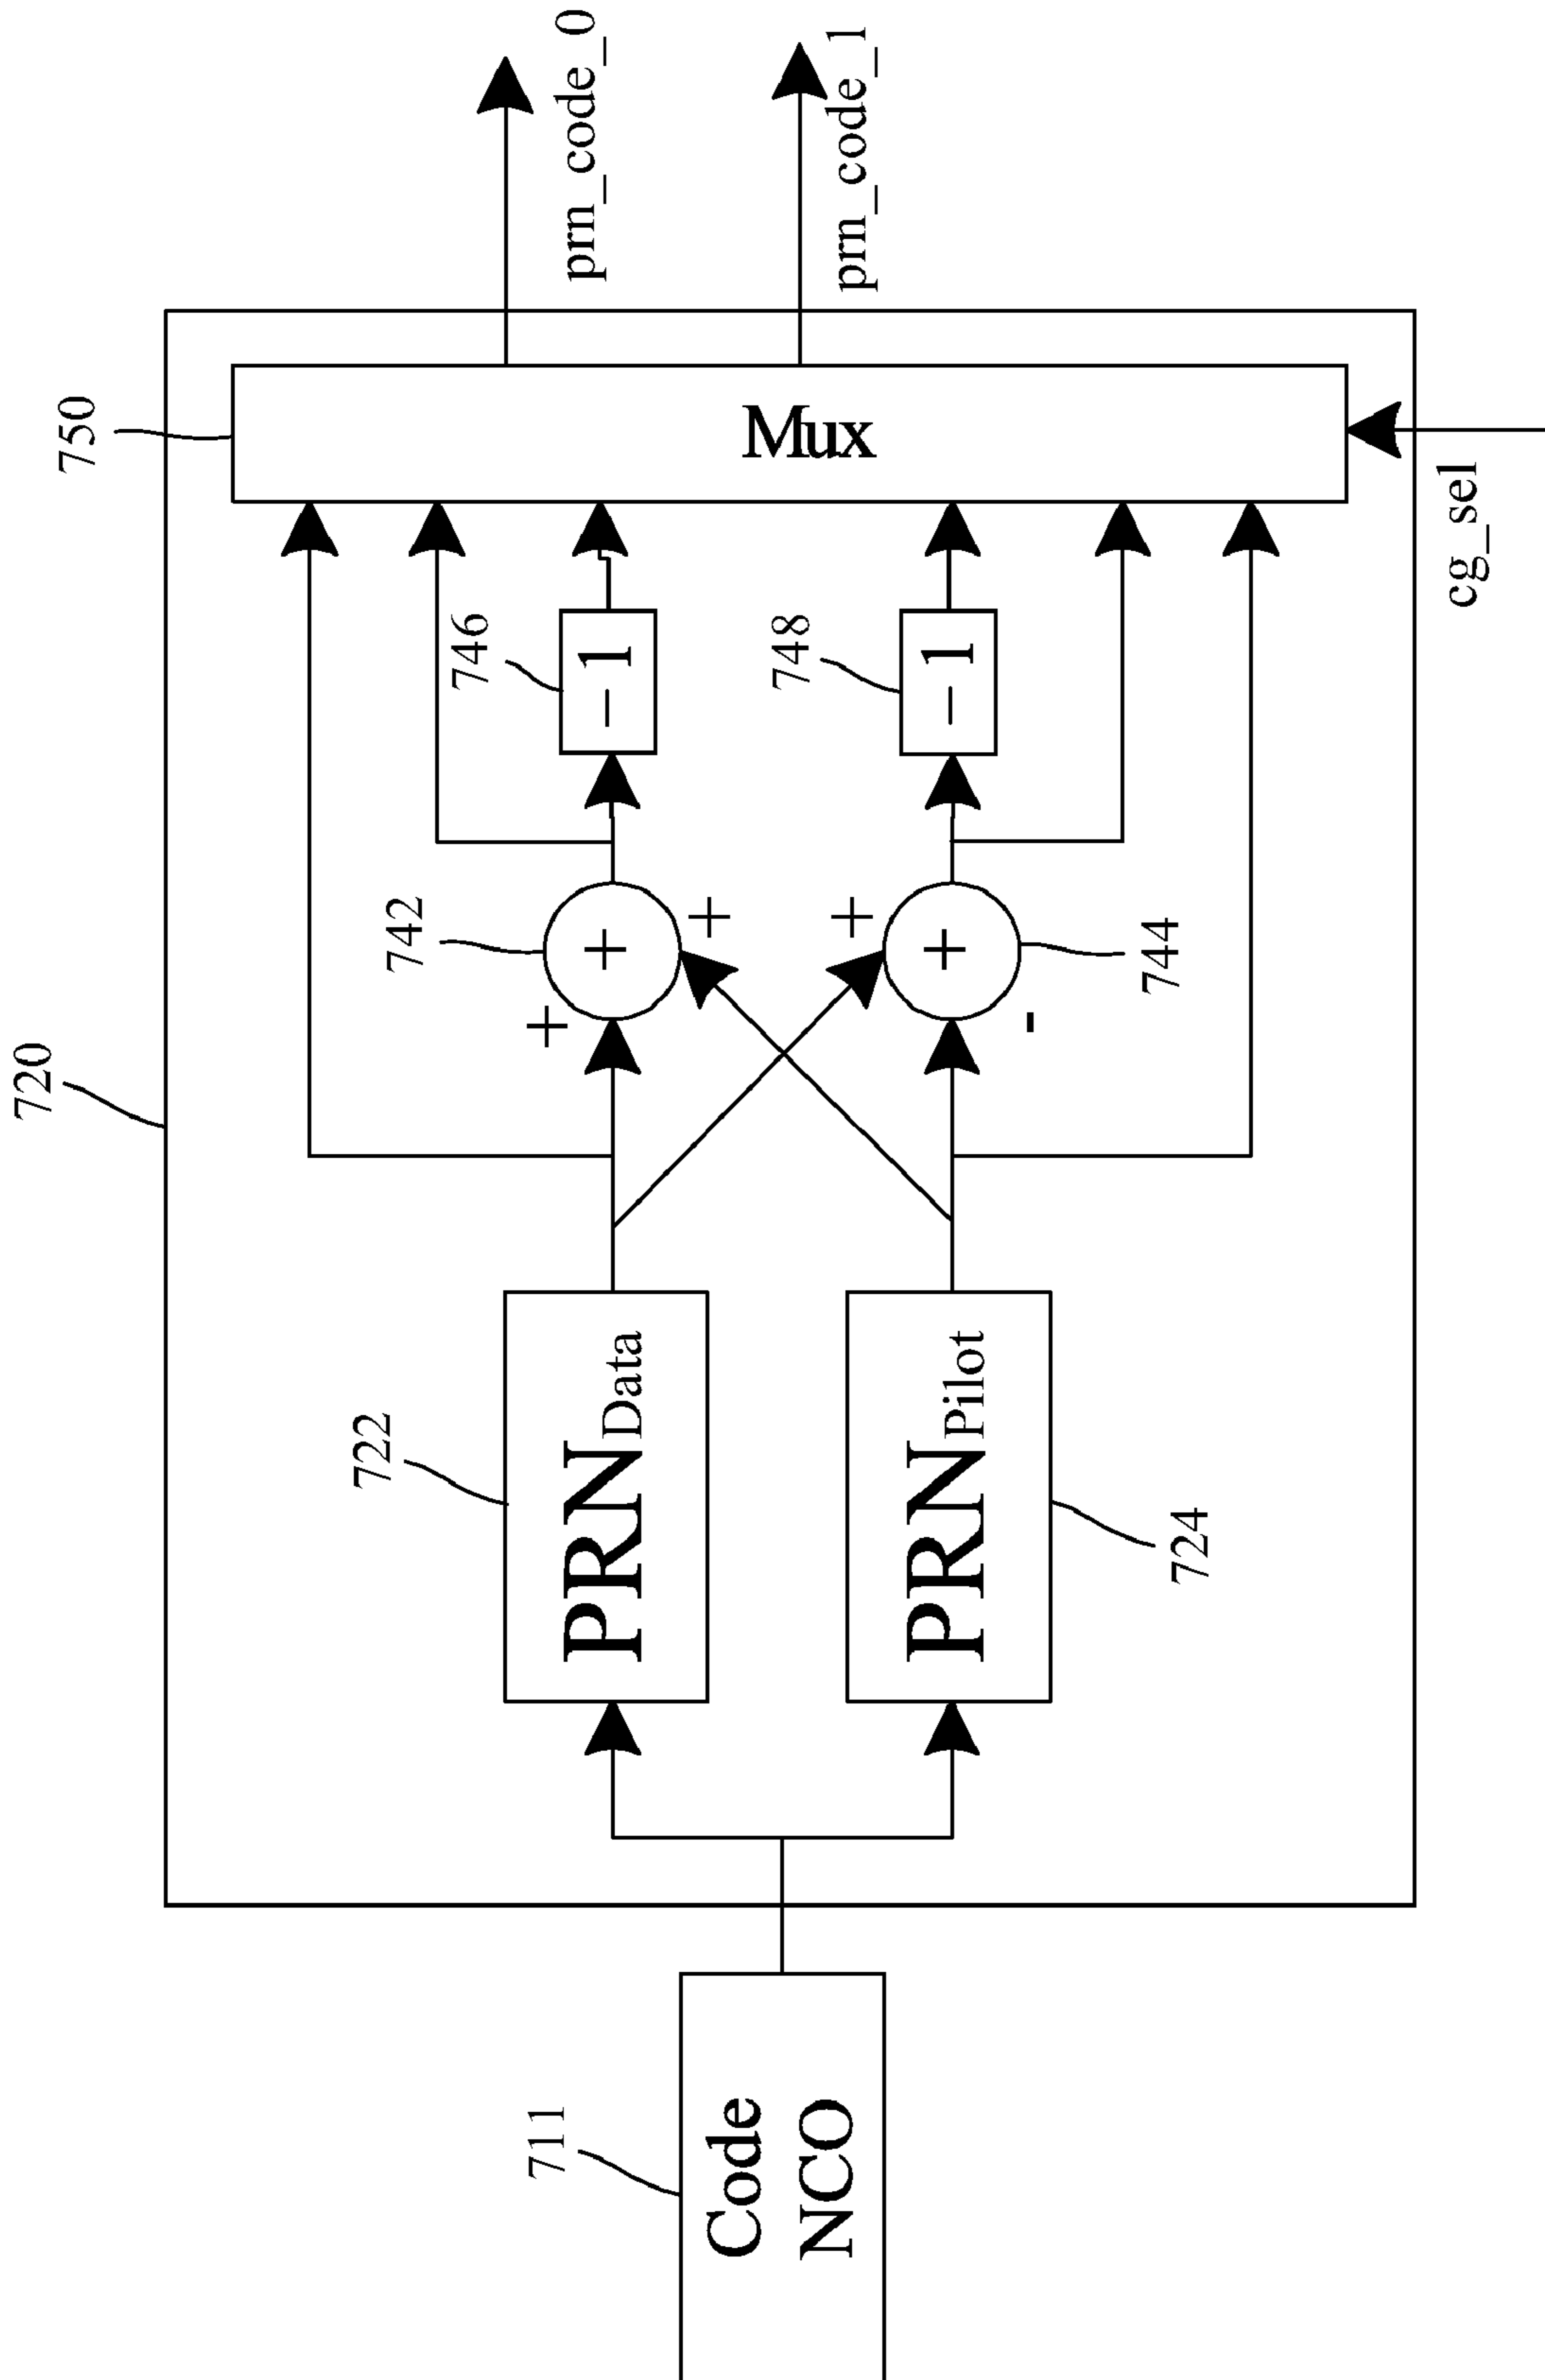 720
750
722
742
746
711
Code
NCO
PRNData
+
+
+
− 1
prn_code_0
Mux
748
prn_code_1
PRNPilot
+
+
-
− 1
724
744
cg_sel